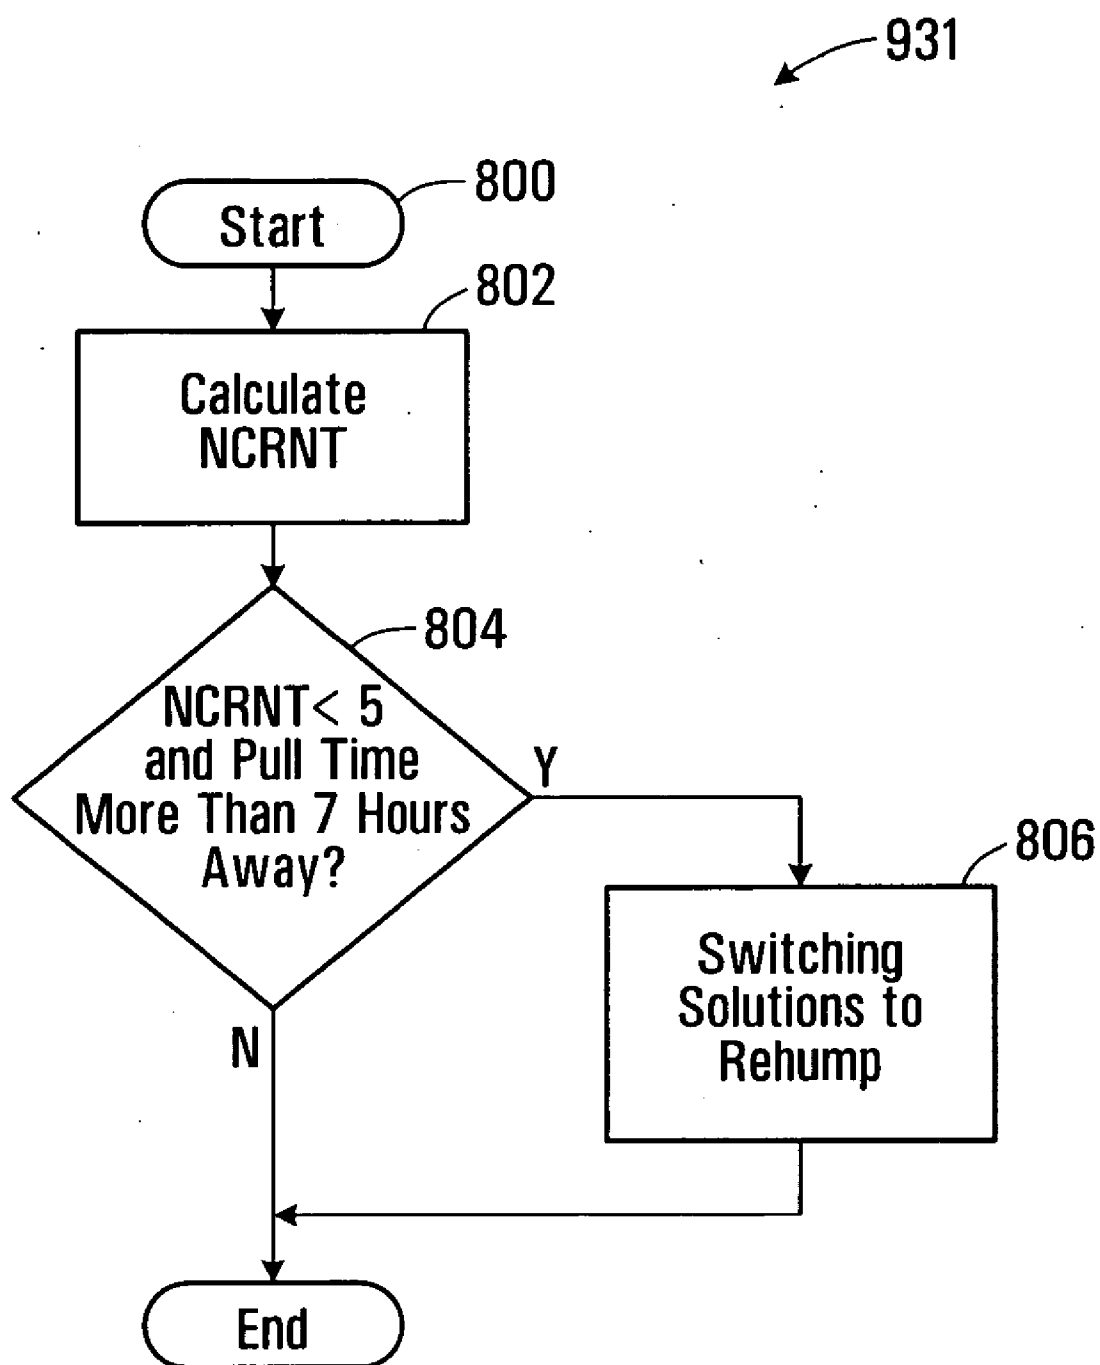 931
800
Start
802
Calculate
NCRNT
804
NCRNT< 5
and Pull Time
More Than 7 Hours
Away?
Y
806
Switching
Solutions to
Rehump
N
End